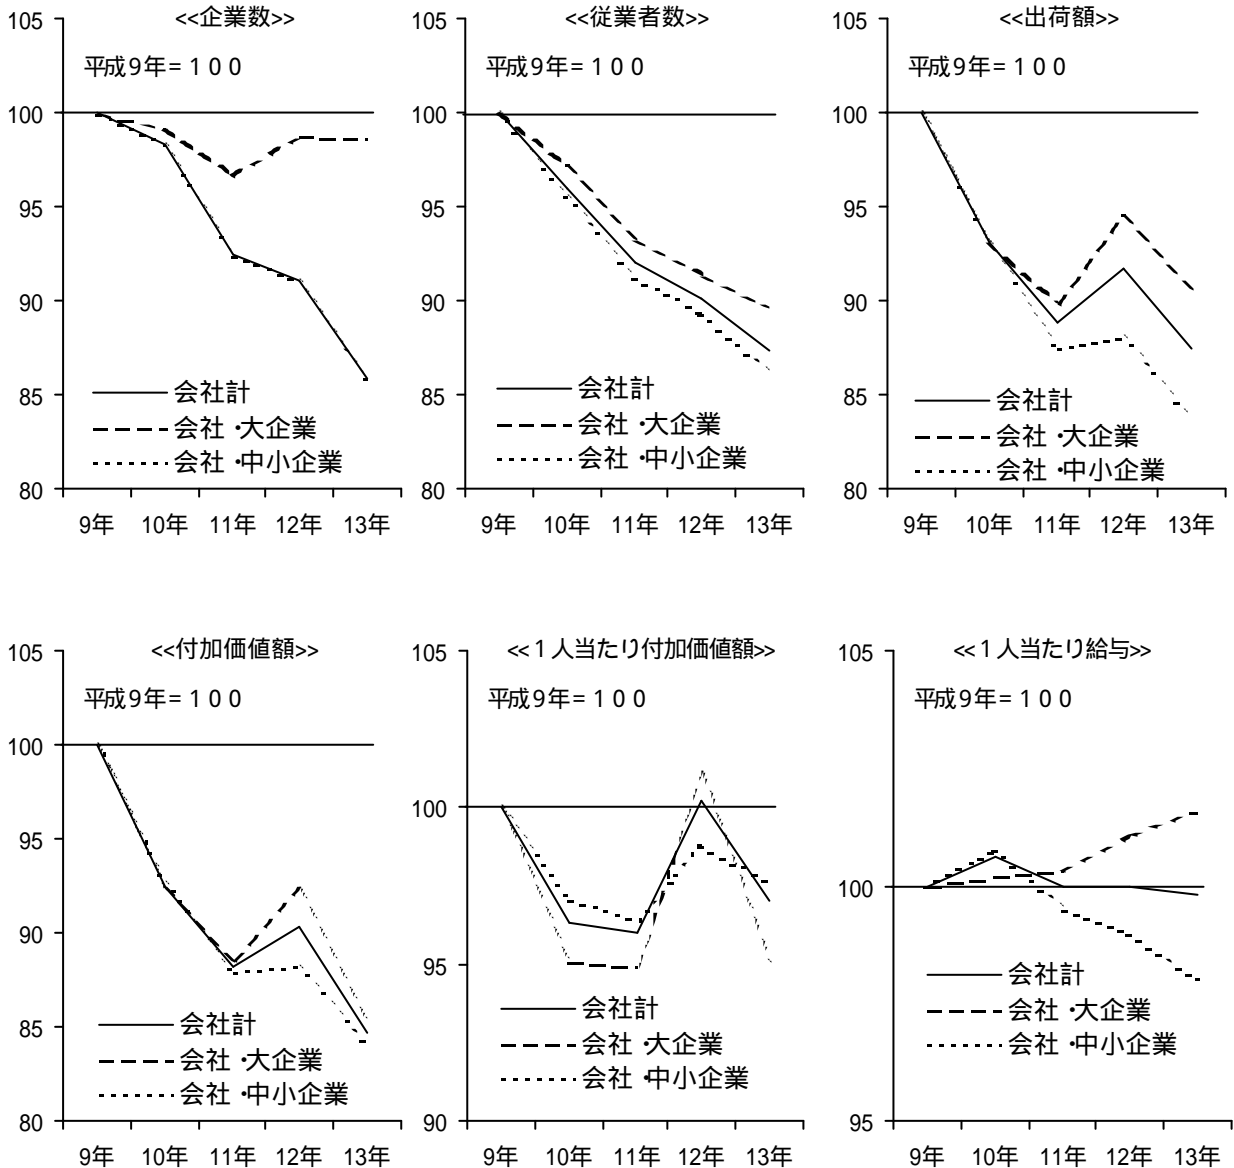 <<企業数>>
平成9年=100
105
100
95
90
85
80
会社計
会社・大企業
会社・中小企業
9年 10年 11年 12年 13年
<<従業者数>>
平成9年=100
105
100
95
90
85
80
会社計
会社・大企業
会社・中小企業
9年 10年 11年 12年 13年
<<出荷額>>
平成9年=100
105
100
95
90
85
80
会社計
会社・大企業
会社・中小企業
9年 10年 11年 12年 13年
<<付加価値額>>
平成9年=100
105
100
95
90
85
80
会社計
会社・大企業
会社・中小企業
9年 10年 11年 12年 13年
<<1人当たり付加価値額>>
平成9年=100
105
100
95
90
会社計
会社・大企業
会社・中小企業
9年 10年 11年 12年 13年
<<1人当たり給与>>
平成9年=100
105
100
95
会社計
会社・大企業
会社・中小企業
9年 10年 11年 12年 13年